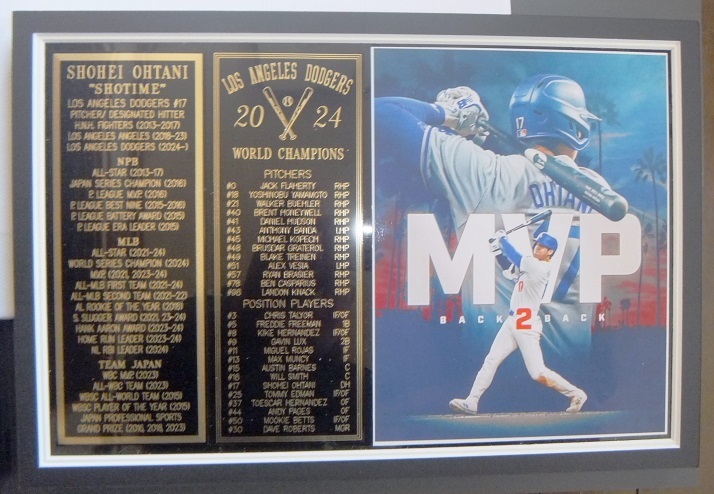 SHOHEI OHTANI
"SHOTIME"
LOS ANGELES DODGERS #17
PITCHER/ DESIGNATED HITTER
H.N.H. FIGHTERS (2013-2017)
LOS ANGELES ANGELES (2018-23)
LOS ANGELES DODGERS (2024-)
NPB
ALL-STAR (2013-17)
JAPAN SERIES CHAMPION (2016)
P. LEAGUE MVP (2016)
P. LEAGUE BEST NINE (2015-2016)
P. LEAGUE BATTERY AWARD (2015)
P. LEAGUE ERA LEADER (2015)
MLB
ALL-STAR (2021-24)
WORLD SERIES CHAMPION (2024)
MVP (2021, 2023-24)
ALL-MLB FIRST TEAM (2021-24)
ALL-MLB SECOND TEAM (2021-22)
AL ROOKIE OF THE YEAR (2018)
S. SLUGGER AWARD (2021, 23-24)
HANK AARON AWARD (2023-24)
HOME RUN LEADER (2023-24)
NL RBI LEADER (2024)
TEAM JAPAN
WBC MVP (2023)
ALL-WBC TEAM (2023)
WBSC ALL-WORLD TEAM (2015)
WBSC PLAYER OF THE YEAR (2015)
JAPAN PROFESSIONAL SPORTS
GRAND PRIZE (2016, 2018, 2023)
LOS ANGELES DODGERS
20 24
WORLD CHAMPIONS
PITCHERS
#0 JACK FLAHERTY RHP
#18 YOSHINOBU YAMAMOTO RHP
#21 WALKER BUEHLER RHP
#40 BRENT HONEYWELL RHP
#41 DANIEL HUDSON RHP
#43 ANTHONY BANDA LHP
#45 MICHAEL KOPECH RHP
#48 BRUSDAR GRATEROL RHP
#49 BLAKE TREINEN RHP
#51 ALEX VESIA LHP
#57 RYAN BRASIER RHP
#78 BEN CASPARIUS RHP
#96 LANDON KNACK RHP
POSITION PLAYERS
#3 CHRIS TALYOR IF/OF
#5 FREDDIE FREEMAN 1B
#8 KIKE HERNANDEZ IF/OF
#9 GAVIN LUX 2B
#11 MIGUEL ROJAS IF
#13 MAX MUNCY IF
#15 AUSTIN BARNES C
#16 WILL SMITH C
#17 SHOHEI OHTANI DH
#25 TOMMY EDMAN IF/OF
#37 TOESCAR HERNANDEZ OF
#44 ANDY PAGES OF
#50 MOOKIE BETTS IF/OF
#30 DAVE ROBERTS MGR
17
OHTANI
MVP
BACK 2 BACK